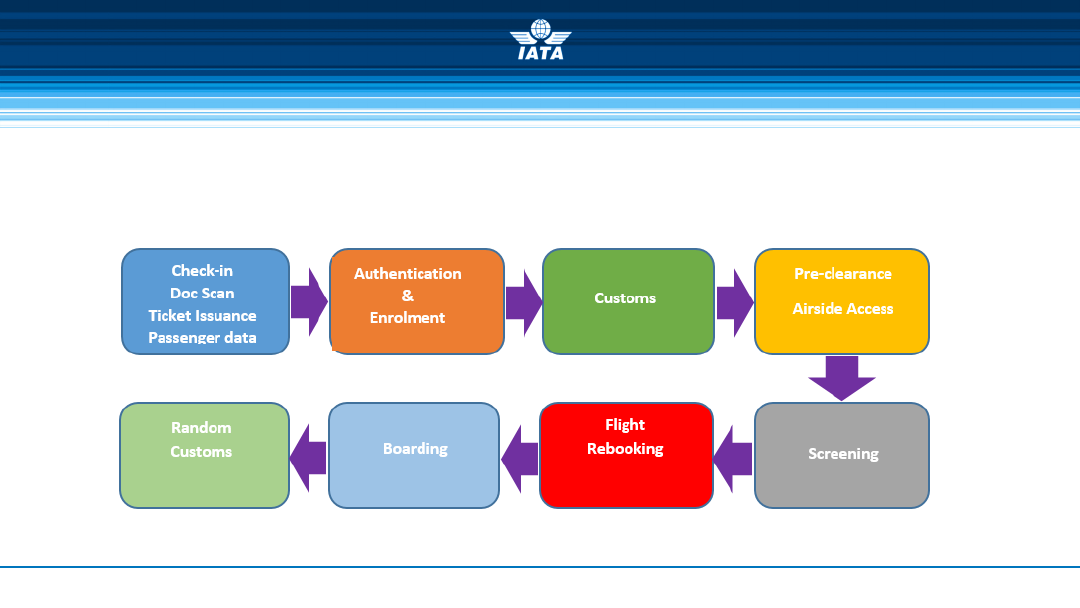 IATA
Check-in
Doc Scan
Ticket Issuance
Passenger data
Authentication
&
Enrolment
Customs
Pre-clearance
Airside Access
Screening
Flight
Rebooking
Boarding
Random
Customs